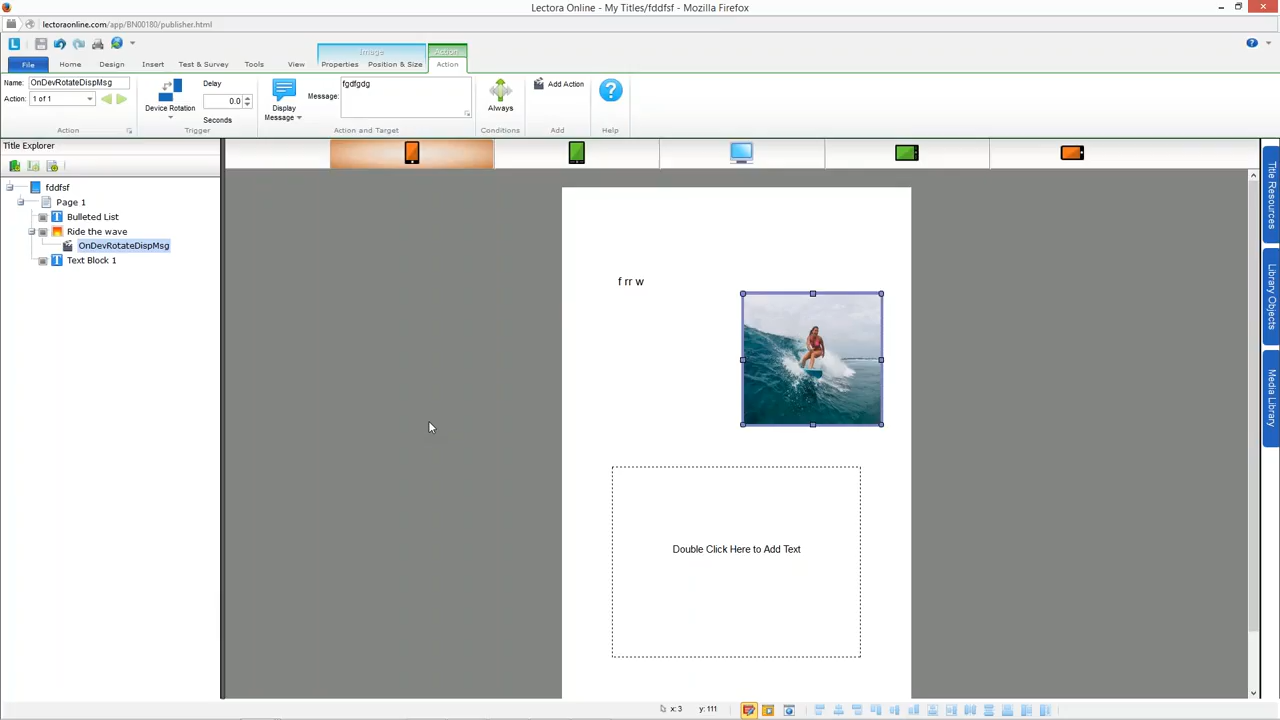 lectoraonline.com - My Titles/fddfsf - Mozilla Firefox
lectoraonline.com/app/BN00180/publisher.html
Image
Action
File
Home
Design
Insert
Test & Survey
Tools
View
Properties
Position & Size
Action
Name: OnDevRotateDispMsg
Action: 1 of 1
Action
Device Rotation
Delay
0.0
Seconds
Trigger
Display
Message
Message: fgdfgdg
Action and Target
Always
Conditions
Add Action
Add
Help
Title Explorer
fddfsf
Page 1
Bulleted List
Ride the wave
OnDevRotateDispMsg
Text Block 1
f rr w
Double Click Here to Add Text
Title Resources
Library Objects
Media Library
x: 3
y: 111